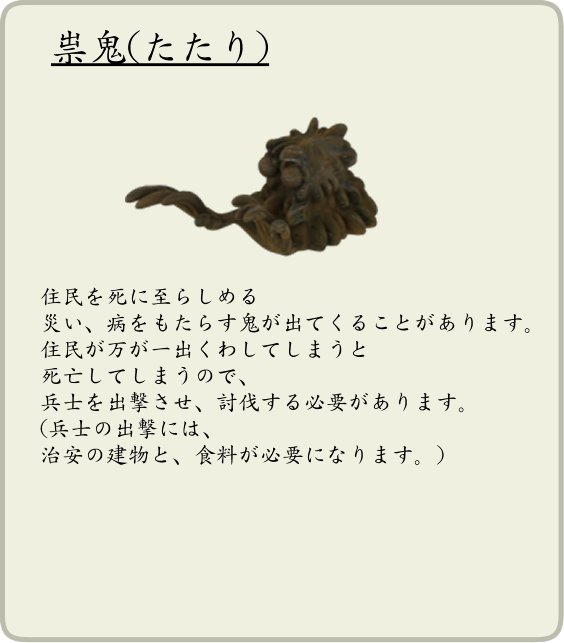 祟鬼(たたり)
住民を死に至らしめる
災い、病をもたらす鬼が出てくることがあります。
住民が万が一出くわしてしまうと
死亡してしまうので、
兵士を出撃させ、討伐する必要があります。
(兵士の出撃には、
治安の建物と、食料が必要になります。)